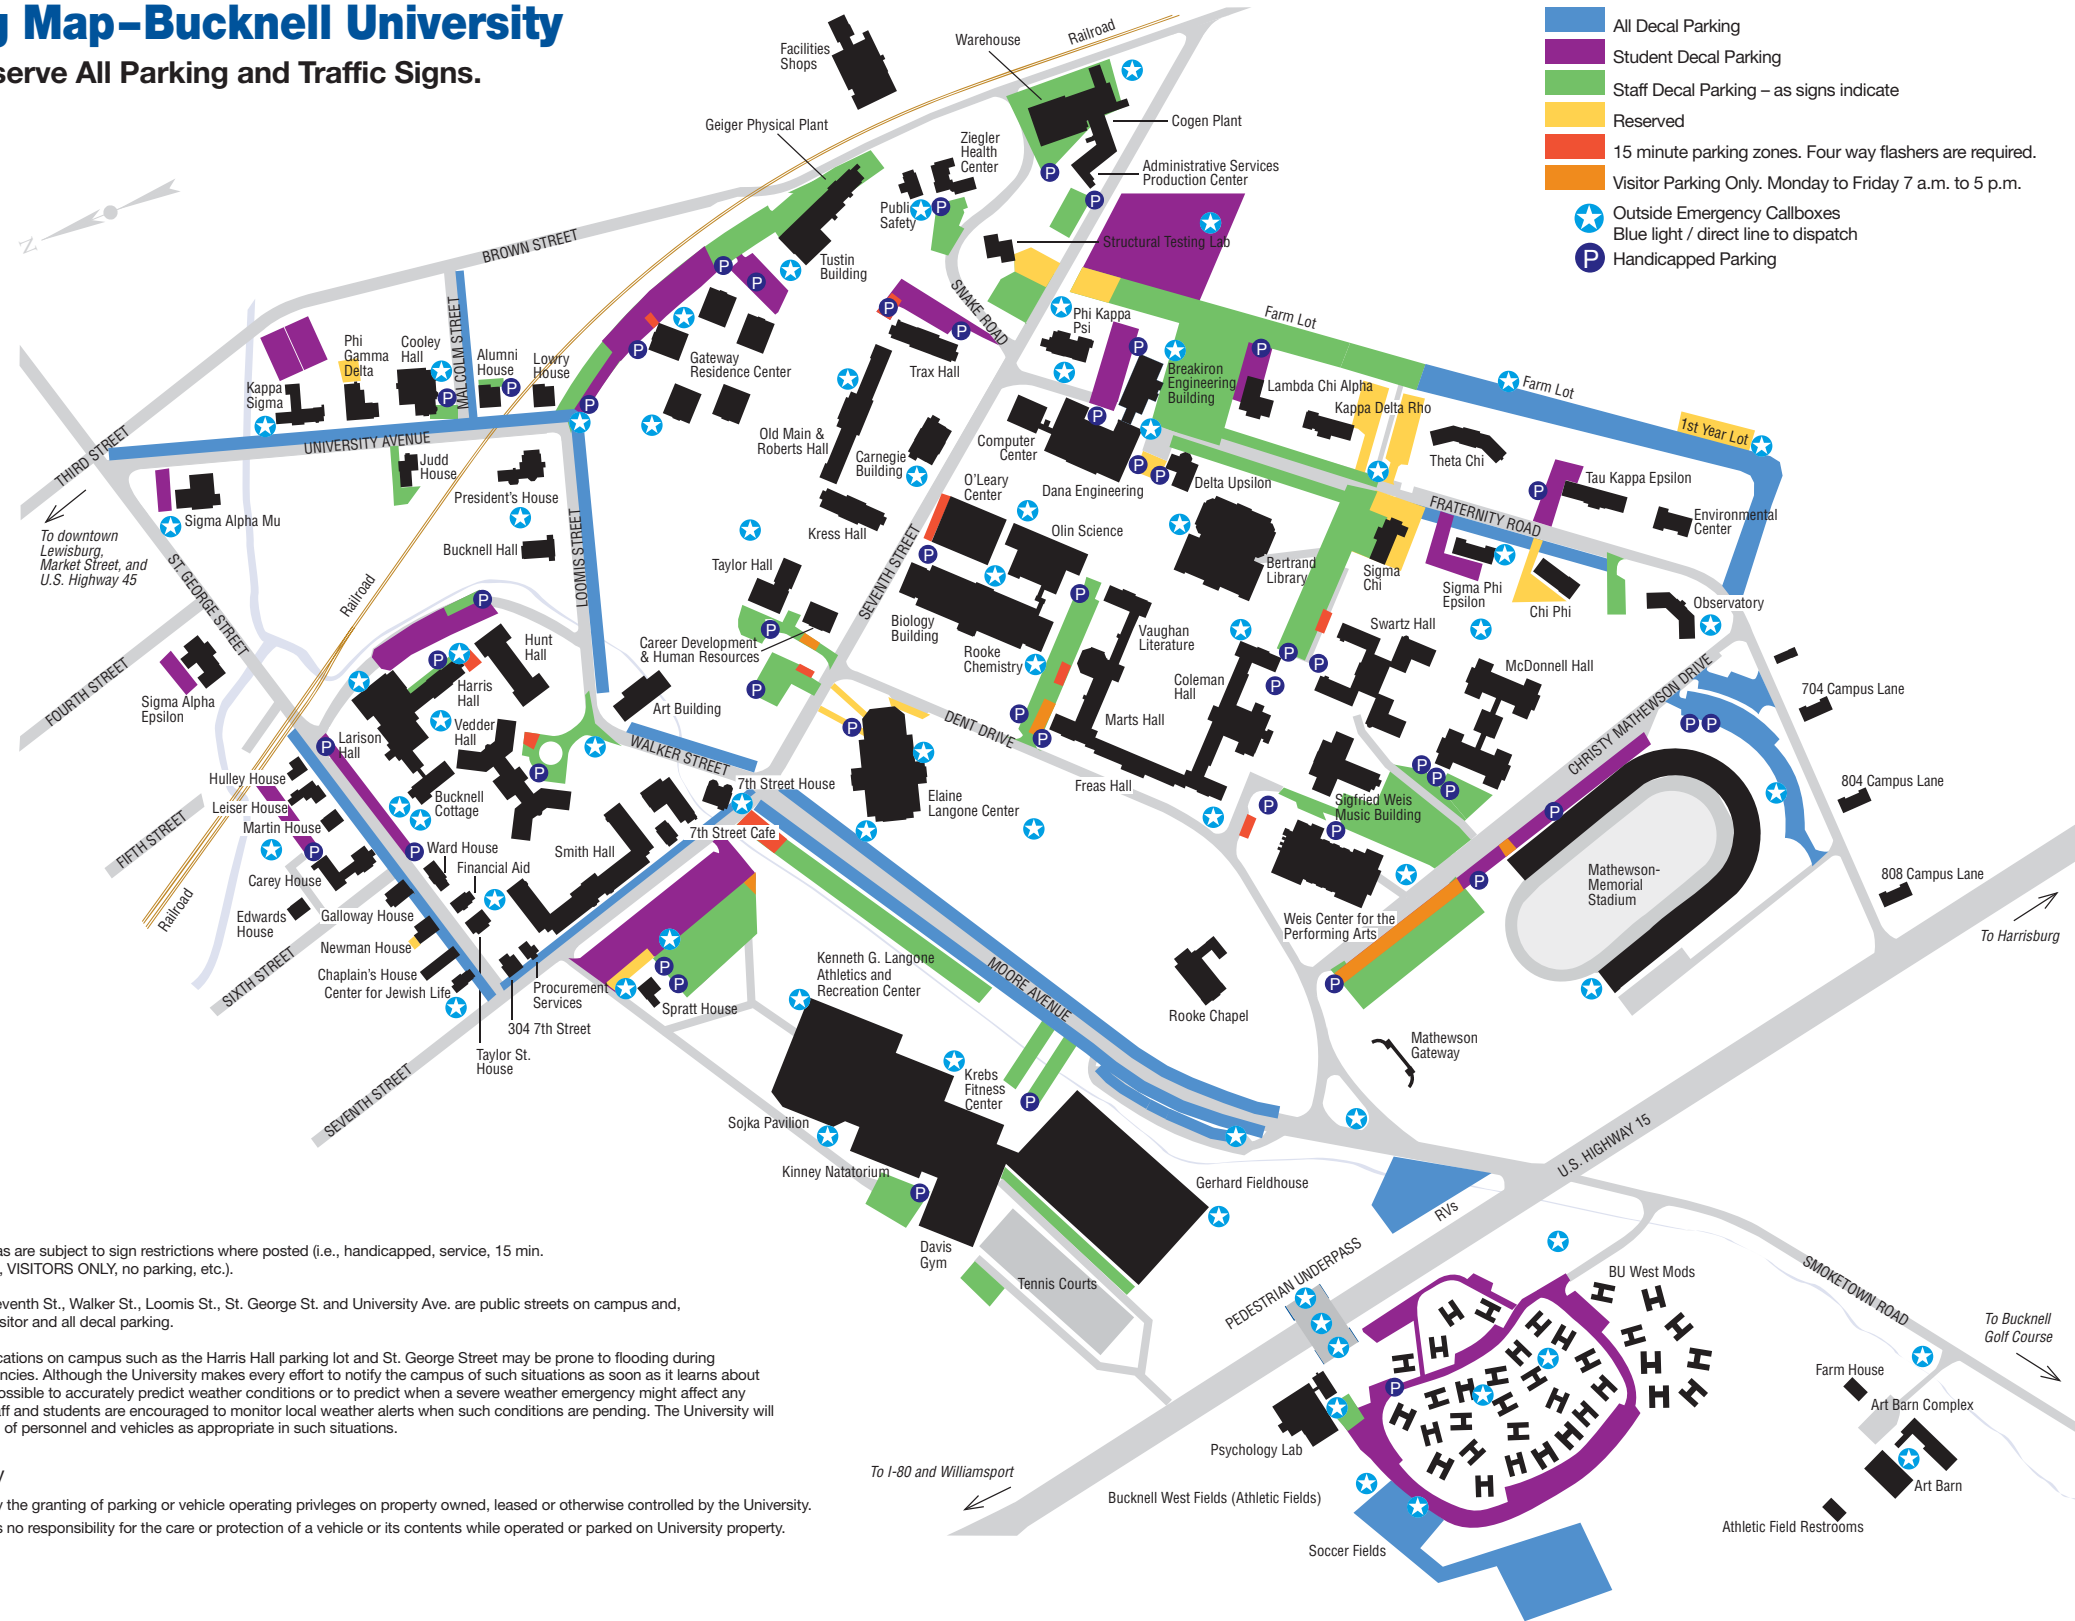 g Map–Bucknell University
serve All Parking and Traffic Signs.
All Decal Parking
Student Decal Parking
Staff Decal Parking – as signs indicate
Reserved
15 minute parking zones. Four way flashers are required.
Visitor Parking Only. Monday to Friday 7 a.m. to 5 p.m.
Outside Emergency Callboxes
Blue light / direct line to dispatch
P Handicapped Parking
N
Facilities
Shops
Warehouse
Railroad
Geiger Physical Plant
Ziegler
Health
Center
Cogen Plant
Administrative Services
Production Center
Public
Safety
Structural Testing Lab
BROWN STREET
Tustin
Building
SNAKE ROAD
Farm Lot
Phi Kappa
Psi
MALCOLM STREET
Phi
Gamma
Delta
Cooley
Hall
Alumni
House
Lowry
House
Kappa
Sigma
Gateway
Residence Center
Trax Hall
Breakiron
Engineering
Building
Lambda Chi Alpha
Kappa Delta Rho
Farm Lot
1st Year Lot
THIRD STREET
UNIVERSITY AVENUE
Old Main &
Roberts Hall
Carnegie
Building
Computer
Center
Theta Chi
Judd
House
President's House
O'Leary
Center
Dana Engineering
Delta Upsilon
Tau Kappa Epsilon
FRATERNITY ROAD
Environmental
Center
Sigma Alpha Mu
To downtown
Lewisburg,
Market Street, and
U.S. Highway 45
Bucknell Hall
LOOMIS STREET
Kress Hall
SEVENTH STREET
Olin Science
Taylor Hall
Bertrand
Library
Sigma
Chi
Sigma Phi
Epsilon
Chi Phi
Observatory
ST. GEORGE STREET
Railroad
Biology
Building
Career Development
& Human Resources
Rooke
Chemistry
Vaughan
Literature
Swartz Hall
McDonnell Hall
Hunt
Hall
Harris
Hall
Vedder
Hall
Art Building
Coleman
Hall
704 Campus Lane
FOURTH STREET
Sigma Alpha
Epsilon
Larison
Hall
WALKER STREET
DENT DRIVE
Marts Hall
CHRISTY MATHEWSON DRIVE
Hulley House
Leiser House
Martin House
Bucknell
Cottage
7th Street House
Elaine
Langone Center
Freas Hall
804 Campus Lane
Sigfried Weis
Music Building
FIFTH STREET
7th Street Cafe
Ward House
Financial Aid
Smith Hall
Carey House
Mathewson-
Memorial
Stadium
808 Campus Lane
Railroad
Edwards
House
Galloway House
Newman House
Weis Center for the
Performing Arts
To Harrisburg
SIXTH STREET
Chaplain's House
Center for Jewish Life
Procurement
Services
304 7th Street
Taylor St.
House
Spratt House
Kenneth G. Langone
Athletics and
Recreation Center
MOORE AVENUE
Rooke Chapel
Mathewson
Gateway
SEVENTH STREET
Krebs
Fitness
Center
Sojka Pavilion
Kinney Natatorium
Gerhard Fieldhouse
U.S. HIGHWAY 15
RVs
Davis
Gym
Tennis Courts
PEDESTRIAN UNDERPASS
BU West Mods
SMOKETOWN ROAD
To Bucknell
Golf Course
Farm House
Art Barn Complex
Art Barn
Athletic Field Restrooms
Psychology Lab
To I-80 and Williamsport
Bucknell West Fields (Athletic Fields)
Soccer Fields
as are subject to sign restrictions where posted (i.e., handicapped, service, 15 min.
, VISITORS ONLY, no parking, etc.).
eventh St., Walker St., Loomis St., St. George St. and University Ave. are public streets on campus and,
isitor and all decal parking.
cations on campus such as the Harris Hall parking lot and St. George Street may be prone to flooding during
ncies. Although the University makes every effort to notify the campus of such situations as soon as it learns about
ossible to accurately predict weather conditions or to predict when a severe weather emergency might affect any
aff and students are encouraged to monitor local weather alerts when such conditions are pending. The University will
of personnel and vehicles as appropriate in such situations.
y
y the granting of parking or vehicle operating privleges on property owned, leased or otherwise controlled by the University.
s no responsibility for the care or protection of a vehicle or its contents while operated or parked on University property.